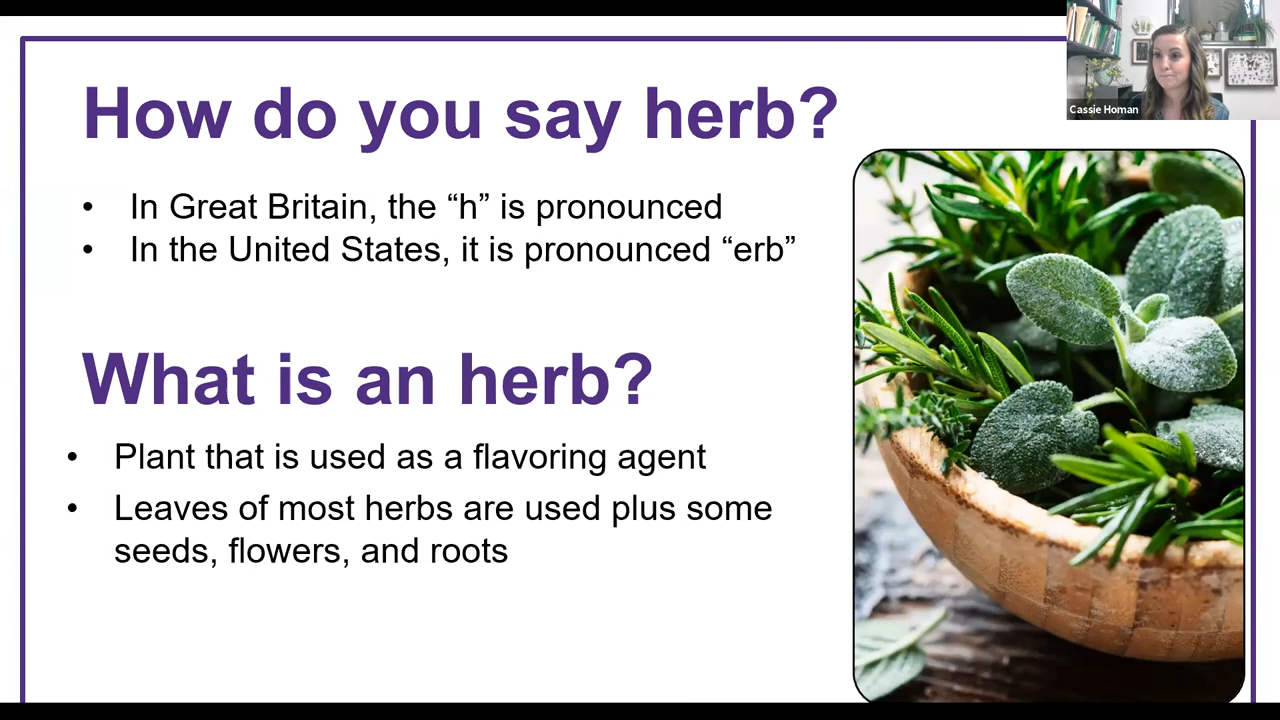 Cassie Homan
How do you say herb?
• In Great Britain, the “h” is pronounced
• In the United States, it is pronounced “erb”
What is an herb?
• Plant that is used as a flavoring agent
• Leaves of most herbs are used plus some
seeds, flowers, and roots